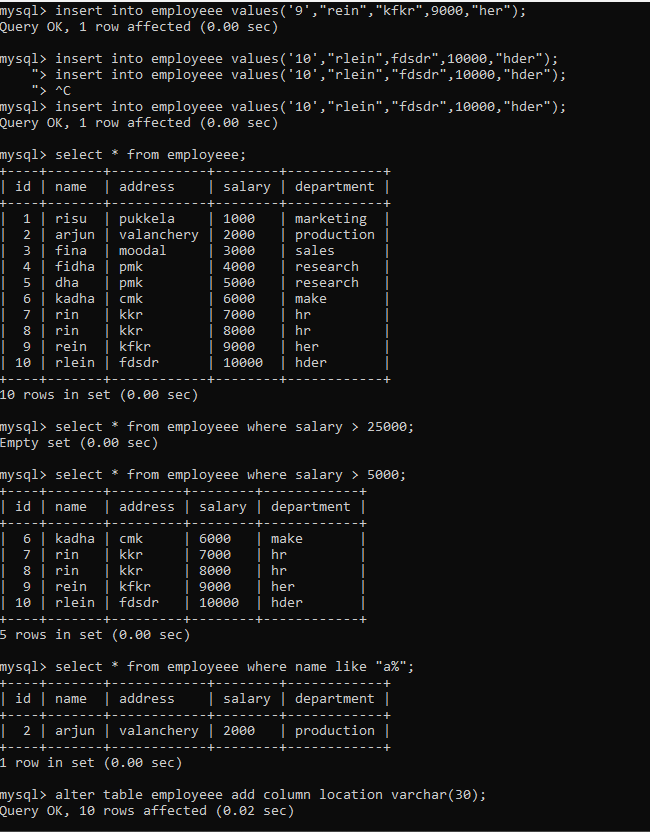 mysql> insert into employeee values('9',"rein","kfkr",9000,"her");
Query OK, 1 row affected (0.00 sec)
mysql> insert into employeee values('10',"rlein",fdsdr",10000,"hder");
    "> insert into employeee values('10',"rlein","fdsdr",10000,"hder");
    "> ^C
mysql> insert into employeee values('10',"rlein","fdsdr",10000,"hder");
Query OK, 1 row affected (0.00 sec)
mysql> select * from employeee;
+----+-------+------------+--------+------------+
| id | name  | address    | salary | department |
+----+-------+------------+--------+------------+
|  1 | risu  | pukkela    | 1000   | marketing  |
|  2 | arjun | valanchery | 2000   | production |
|  3 | fina  | moodal     | 3000   | sales      |
|  4 | fidha | pmk        | 4000   | research   |
|  5 | dha   | pmk        | 5000   | research   |
|  6 | kadha | cmk        | 6000   | make       |
|  7 | rin   | kkr        | 7000   | hr         |
|  8 | rin   | kkr        | 8000   | hr         |
|  9 | rein  | kfkr       | 9000   | her        |
| 10 | rlein | fdsdr      | 10000  | hder       |
+----+-------+------------+--------+------------+
10 rows in set (0.00 sec)
mysql> select * from employeee where salary > 25000;
Empty set (0.00 sec)
mysql> select * from employeee where salary > 5000;
+----+-------+---------+--------+------------+
| id | name  | address | salary | department |
+----+-------+---------+--------+------------+
|  6 | kadha | cmk     | 6000   | make       |
|  7 | rin   | kkr     | 7000   | hr         |
|  8 | rin   | kkr     | 8000   | hr         |
|  9 | rein  | kfkr    | 9000   | her        |
| 10 | rlein | fdsdr   | 10000  | hder       |
+----+-------+---------+--------+------------+
5 rows in set (0.00 sec)
mysql> select * from employeee where name like "a%";
+----+-------+------------+--------+------------+
| id | name  | address    | salary | department |
+----+-------+------------+--------+------------+
|  2 | arjun | valanchery | 2000   | production |
+----+-------+------------+--------+------------+
1 row in set (0.00 sec)
mysql> alter table employeee add column location varchar(30);
Query OK, 10 rows affected (0.02 sec)